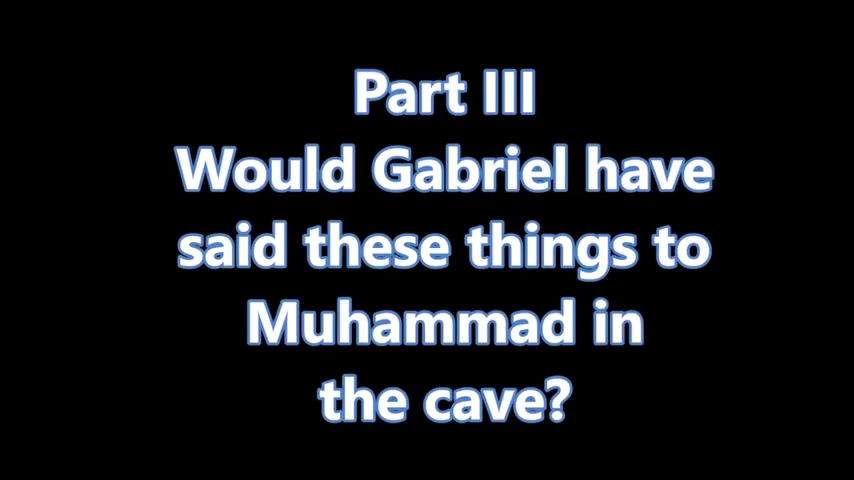 Part III
Would Gabriel have
said these things to
Muhammad in
the cave?